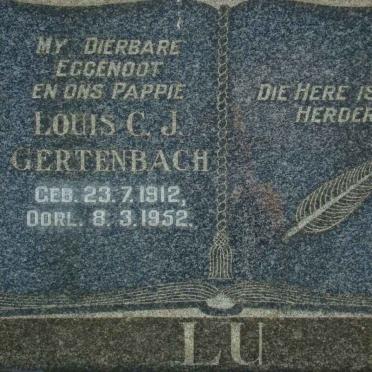 MY DIERBARE
EGGENOOT
EN ONS PAPPIE
LOUIS C. J.
GERTENBACH
GEB. 23.7.1912,
OORL. 8.3.1952.
DIE HERE IS
HERDER
LU